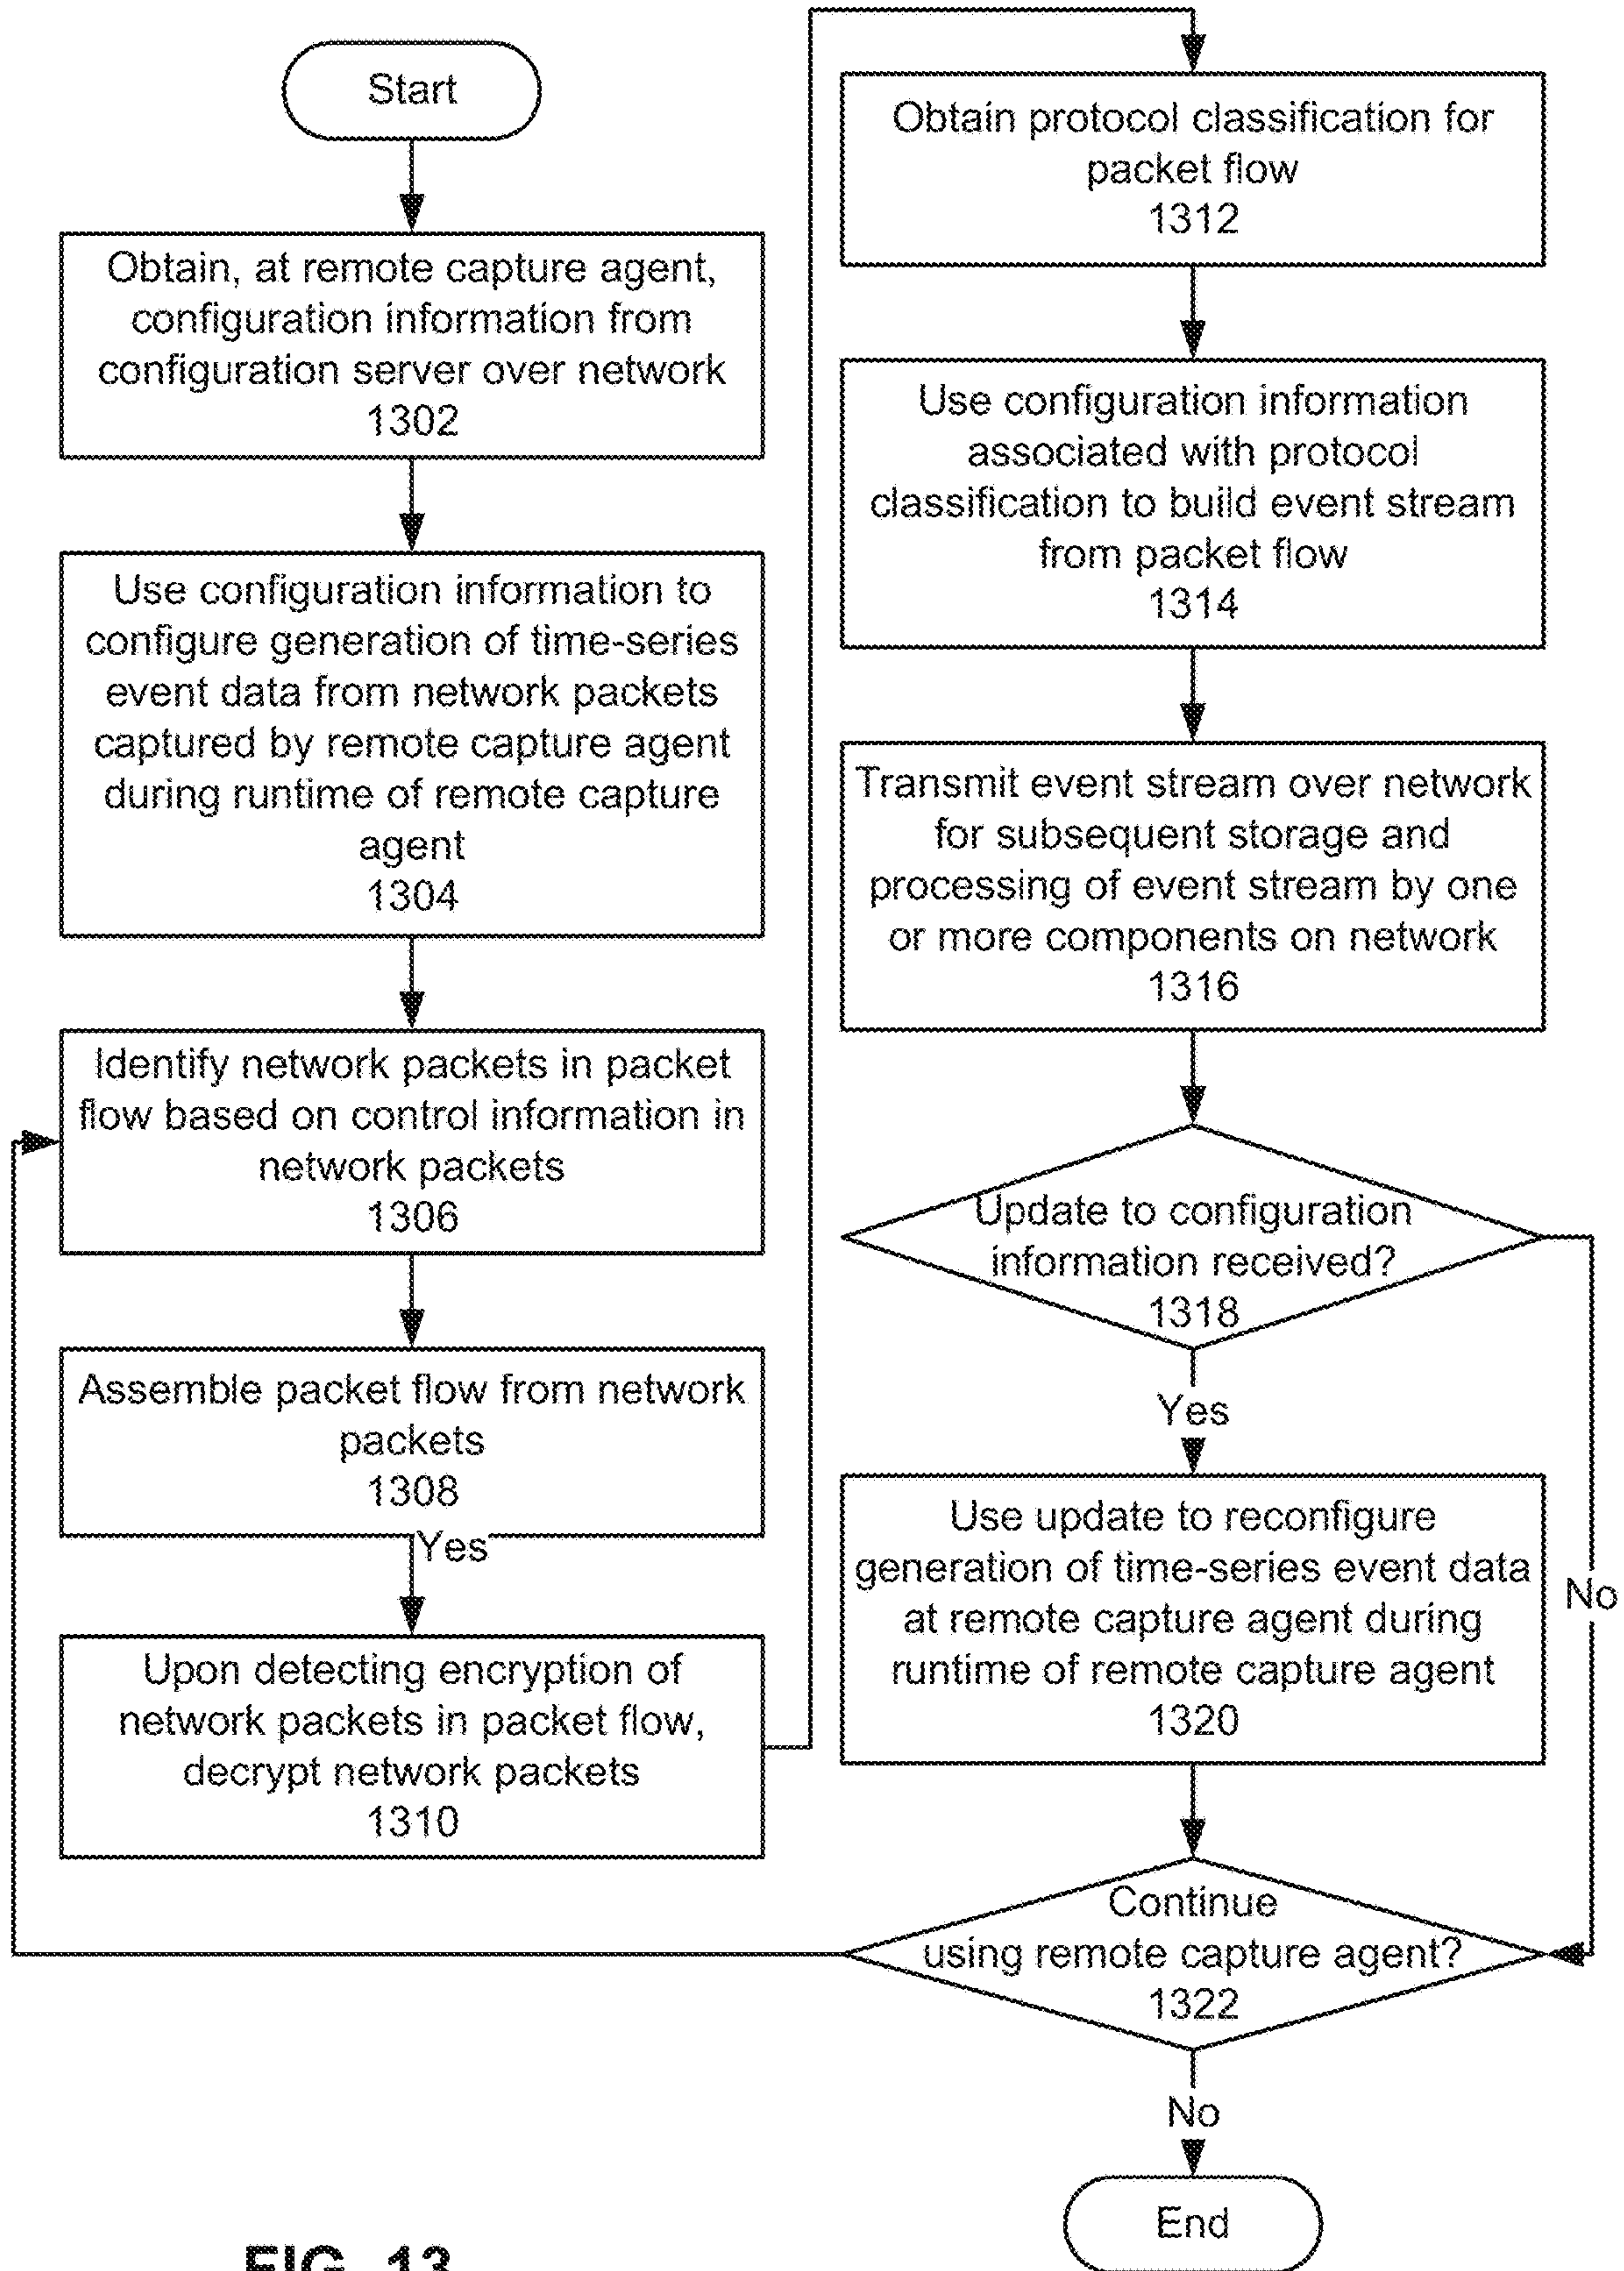 Start
Obtain, at remote capture agent,
configuration information from
configuration server over network
1302
Use configuration information to
configure generation of time-series
event data from network packets
captured by remote capture agent
during runtime of remote capture
agent
1304
Identify network packets in packet
flow based on control information in
network packets
1306
Assemble packet flow from network
packets
1308
Yes
Upon detecting encryption of
network packets in packet flow,
decrypt network packets
1310
Obtain protocol classification for
packet flow
1312
Use configuration information
associated with protocol
classification to build event stream
from packet flow
1314
Transmit event stream over network
for subsequent storage and
processing of event stream by one
or more components on network
1316
Update to configuration
information received?
1318
Yes
No
Use update to reconfigure
generation of time-series event data
at remote capture agent during
runtime of remote capture agent
1320
Continue
using remote capture agent?
1322
No
End
FIG. 13